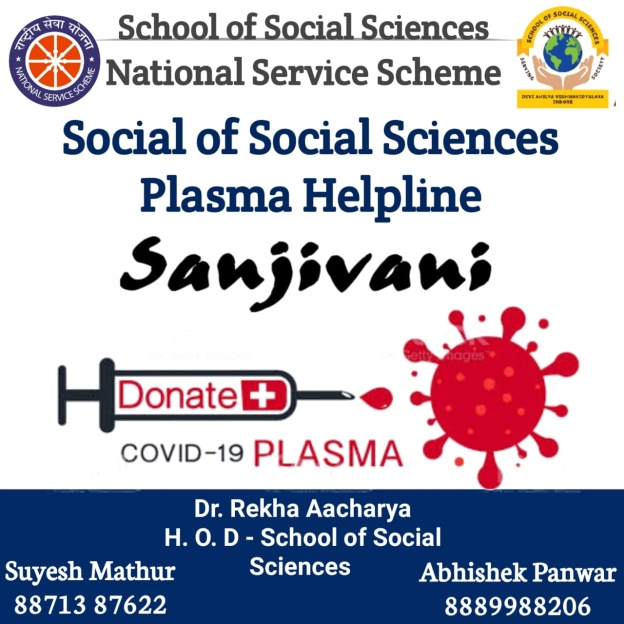 School of Social Sciences
National Service Scheme
राष्ट्रीय सेवा योजना
NATIONAL SERVICE SCHEME
SCHOOL OF SOCIAL SCIENCES
SERVING SOCIETY
DEVI AHILYA VISHWAVIDYALAYA
INDORE
Social of Social Sciences
Plasma Helpline
Sanjivani
Donate
COVID-19 PLASMA
Getty Images
Dr. Rekha Aacharya
H. O. D - School of Social
Sciences
Suyesh Mathur
88713 87622
Abhishek Panwar
8889988206